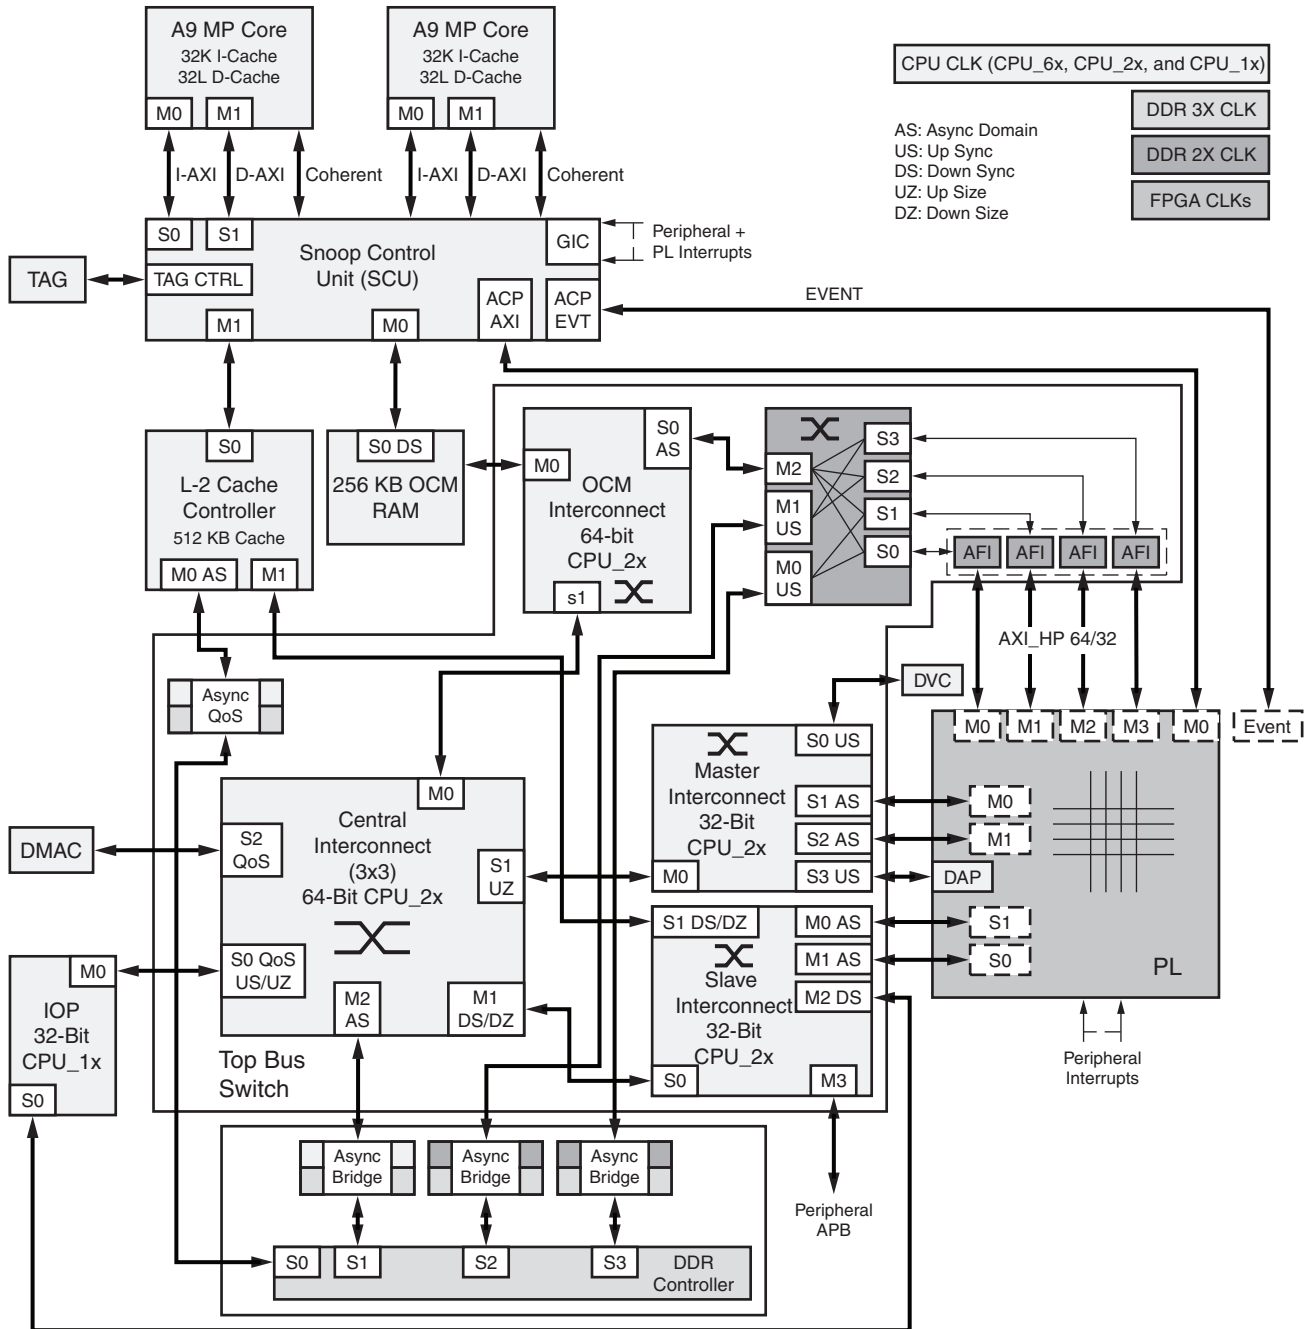 A9 MP Core
32K I-Cache
32L D-Cache
M0
M1
A9 MP Core
32K I-Cache
32L D-Cache
M0
M1
CPU CLK (CPU_6x, CPU_2x, and CPU_1x)
DDR 3X CLK
DDR 2X CLK
FPGA CLKs
AS: Async Domain
US: Up Sync
DS: Down Sync
UZ: Up Size
DZ: Down Size
I-AXI
D-AXI
Coherent
I-AXI
D-AXI
Coherent
S0
S1
Snoop Control
Unit (SCU)
GIC
Peripheral +
PL Interrupts
TAG
TAG CTRL
M1
M0
ACP
AXI
ACP
EVT
EVENT
S0
L-2 Cache
Controller
512 KB Cache
M0 AS
M1
S0 DS
256 KB OCM
RAM
M0
S0
AS
OCM
Interconnect
64-bit
CPU_2x
s1
M2
M1
US
M0
US
S3
S2
S1
S0
AFI
AFI
AFI
AFI
AXI_HP 64/32
Async
QoS
DVC
M0
M1
M2
M3
M0
Event
M0
Central
Interconnect
(3x3)
64-Bit CPU_2x
S2
QoS
S1
UZ
S0 QoS
US/UZ
M2
AS
M1
DS/DZ
DMAC
S0 US
Master
Interconnect
32-Bit
CPU_2x
S1 AS
S2 AS
M0
S3 US
M0
M1
DAP
S1
S0
PL
S1 DS/DZ
M0 AS
M1 AS
M2 DS
Slave
Interconnect
32-Bit
CPU_2x
S0
M3
M0
IOP
32-Bit
CPU_1x
S0
Top Bus
Switch
Peripheral
Interrupts
Async
Bridge
Async
Bridge
Async
Bridge
Peripheral
APB
S0
S1
S2
S3
DDR
Controller